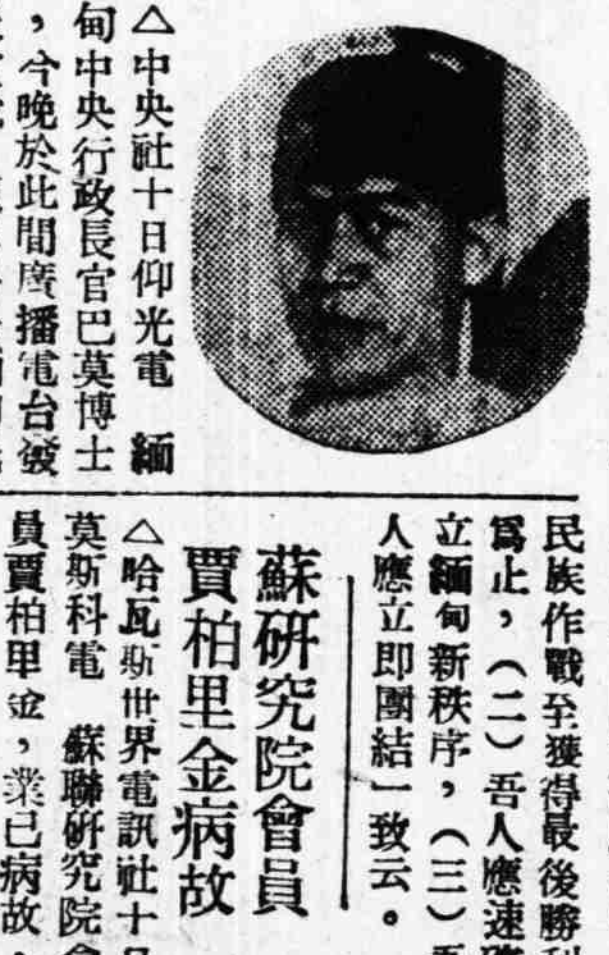 △中央社十日仰光電　緬
甸中央行政長官巴莫博士
，今晚於此間廣播電台發
民族作戰至獲得最後勝利
爲止，（二）吾人應速
立緬甸新秩序，（三）
人應立即團結一致云。
蘇研究院會員
賈柏里金病故
△哈瓦斯世界電訊社十
莫斯科電　蘇聯研究院會
員賈柏里金，業已病故，